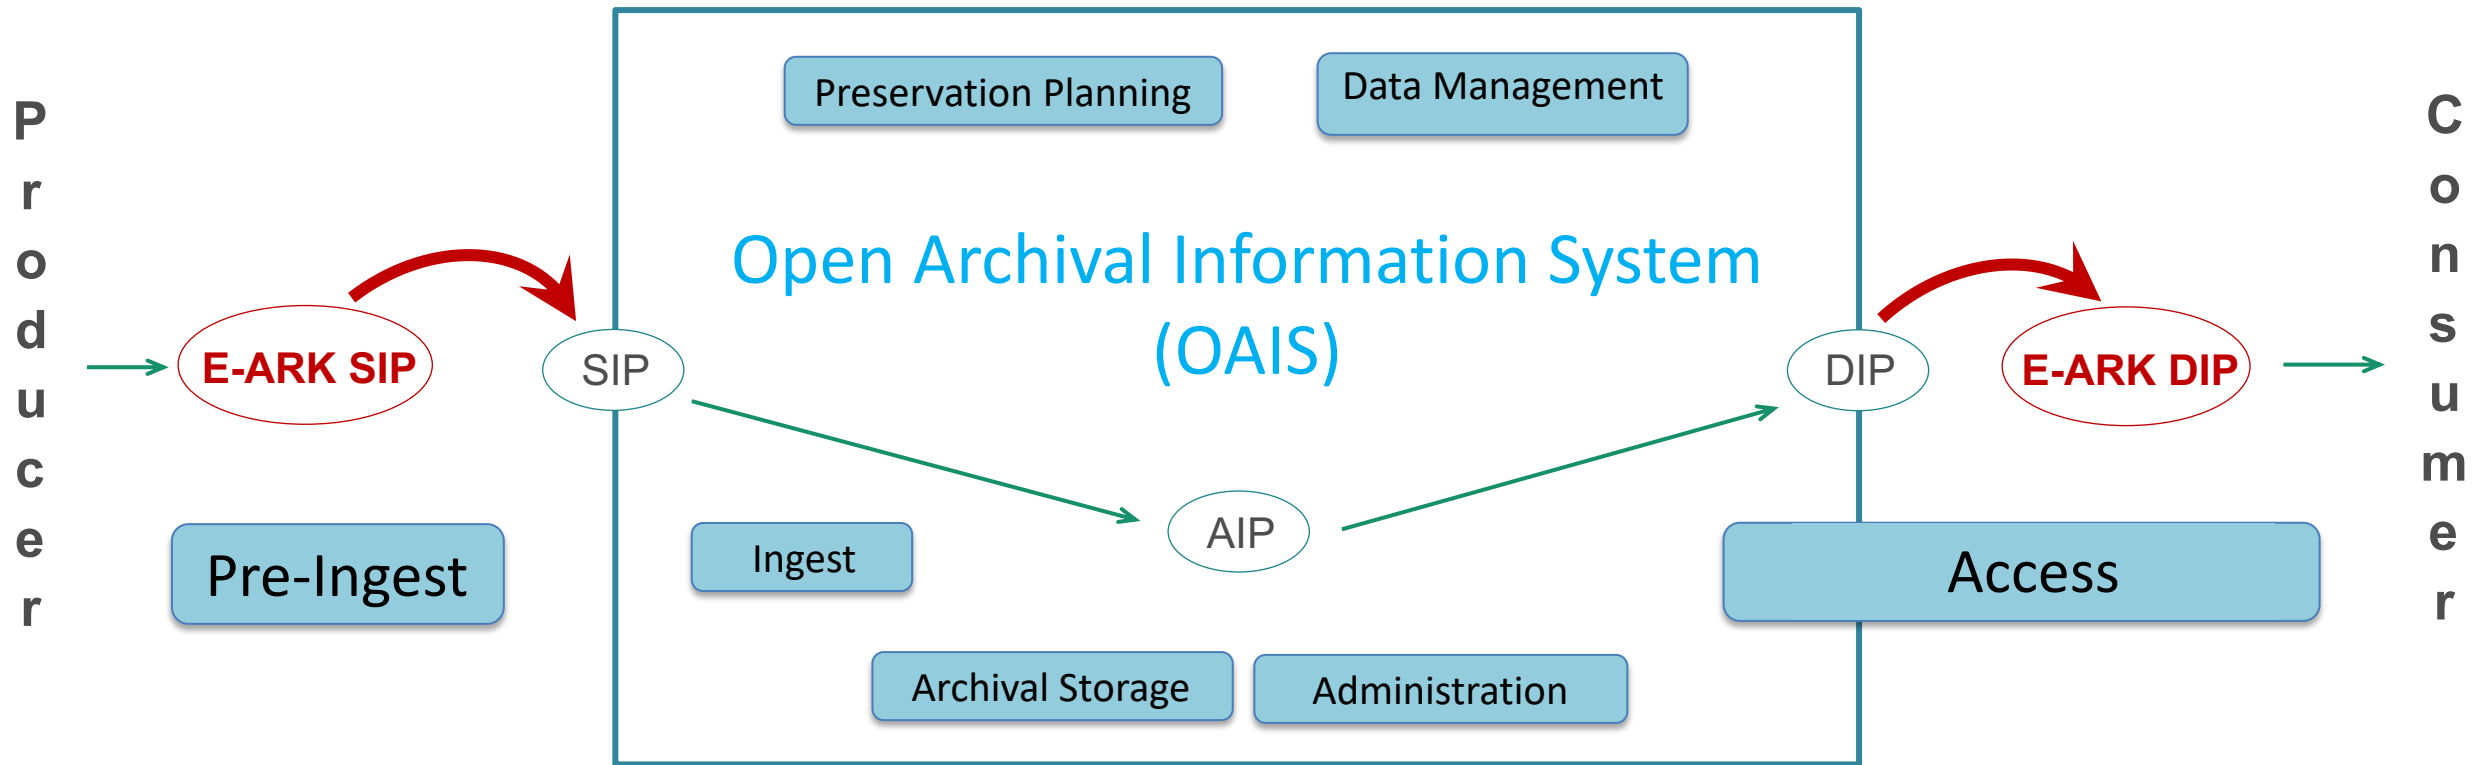 Producer
Preservation Planning
Data Management
Open Archival Information System
(OAIS)
E-ARK SIP
SIP
DIP
E-ARK DIP
AIP
Pre-Ingest
Ingest
Access
Archival Storage
Administration
Consumer